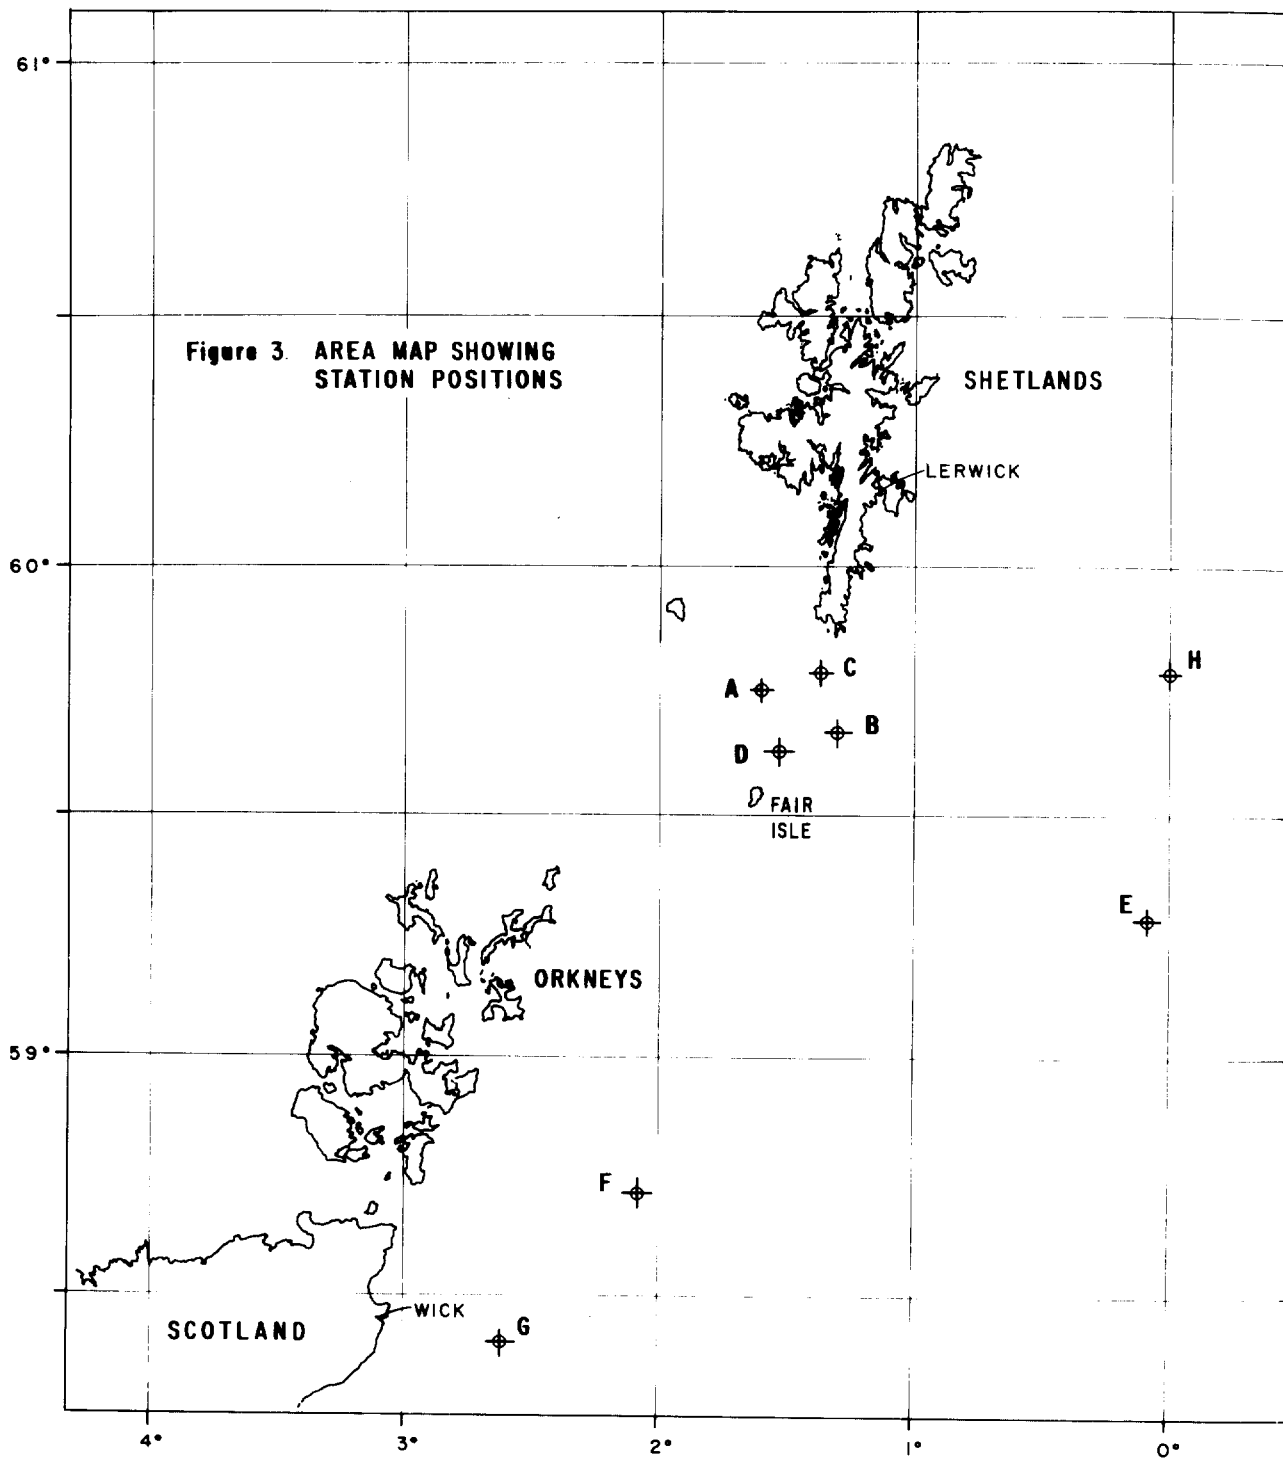 61°
Figure 3. AREA MAP SHOWING
STATION POSITIONS
SHETLANDS
LERWICK
60°
C
H
A
B
D
FAIR
ISLE
E
ORKNEYS
59°
F
WICK
G
SCOTLAND
4°
3°
2°
1°
0°